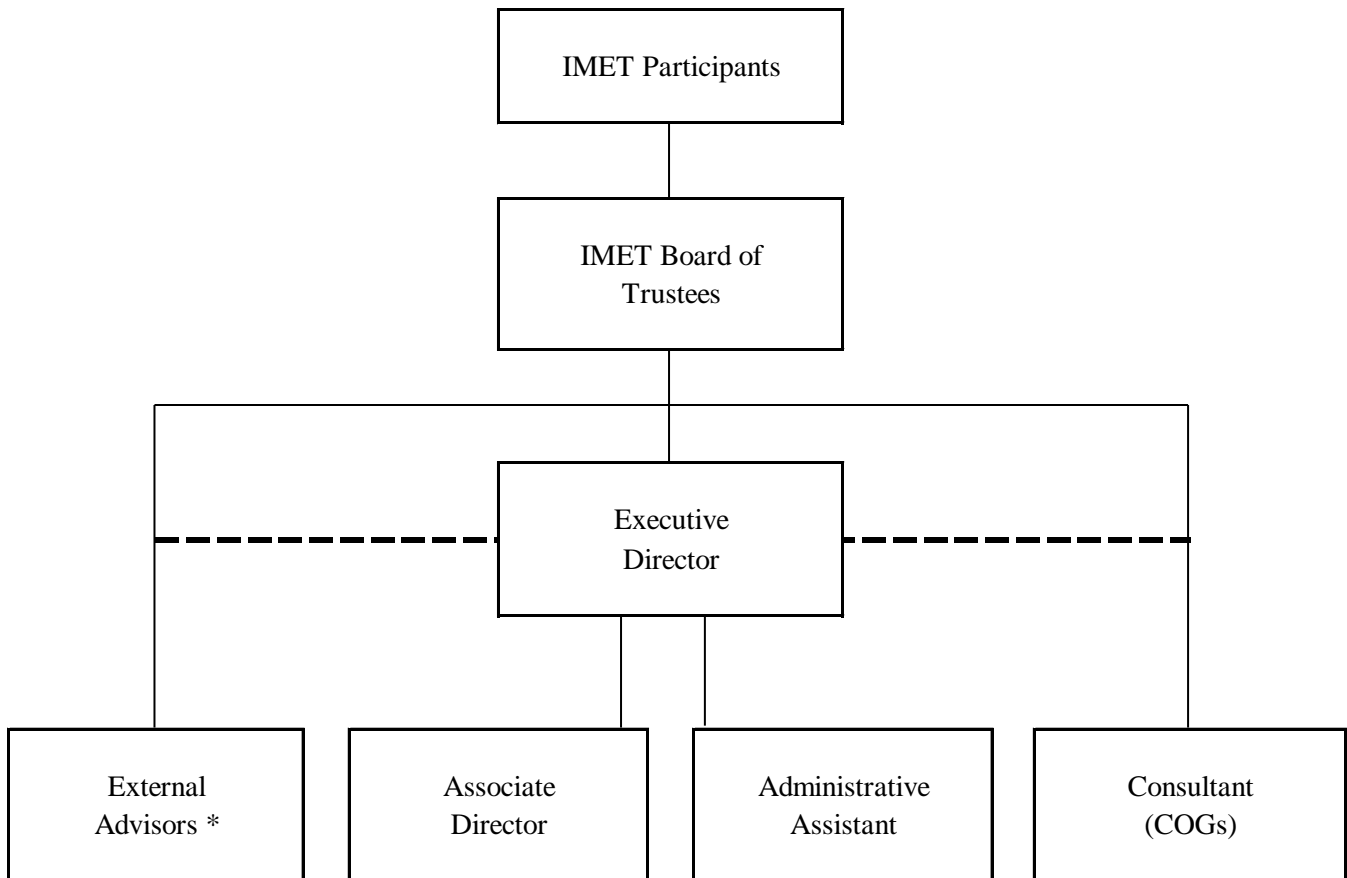 IMET Participants
IMET Board of
Trustees
Executive
Director
External
Advisors *
Associate
Director
Administrative
Assistant
Consultant
(COGs)